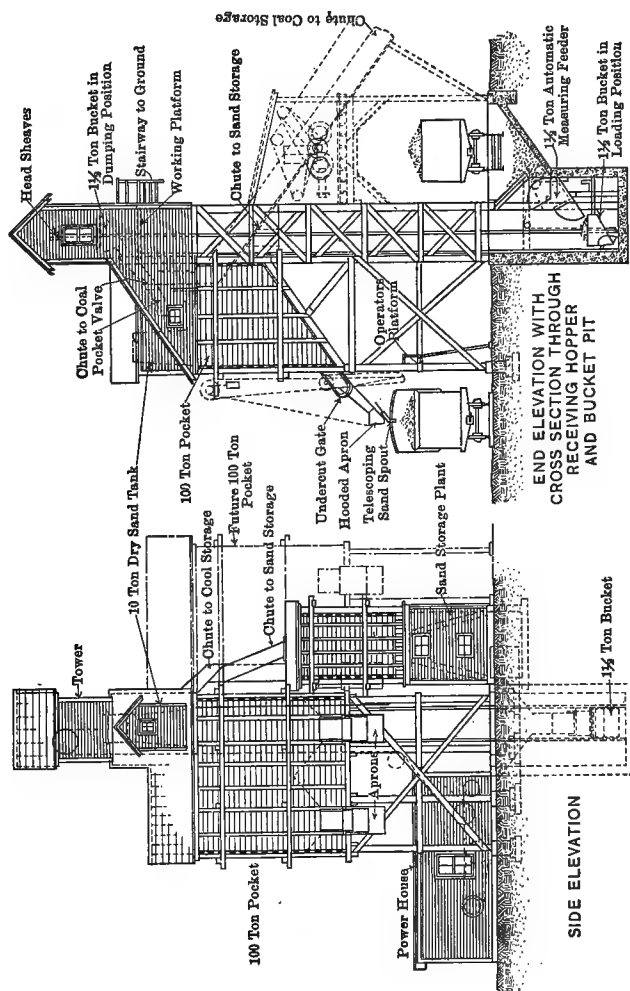 Tower
10 Ton Dry Sand Tank
Chute to Cool Storage
Future 100 Ton
Pocket
Chute to Sand Storage
100 Ton Pocket
Aprons
Power House
Sand Storage Plant
1½ Ton Bucket
SIDE ELEVATION
Head Sheaves
1½ Ton Bucket in
Dumping Position
Stairway to Ground
Working Platform
Chute to Sand Storage
Chute to Coal Storage
Chute to Coal
Pocket Valve
100 Ton Pocket
Undercut Gate
Hooded Apron
Telescoping
Sand Spout
Operators
Platform
1½ Ton Automatic
Measuring Feeder
1½ Ton Bucket in
Loading Position
END ELEVATION WITH
CROSS SECTION THROUGH
RECEIVING HOPPER
AND BUCKET PIT